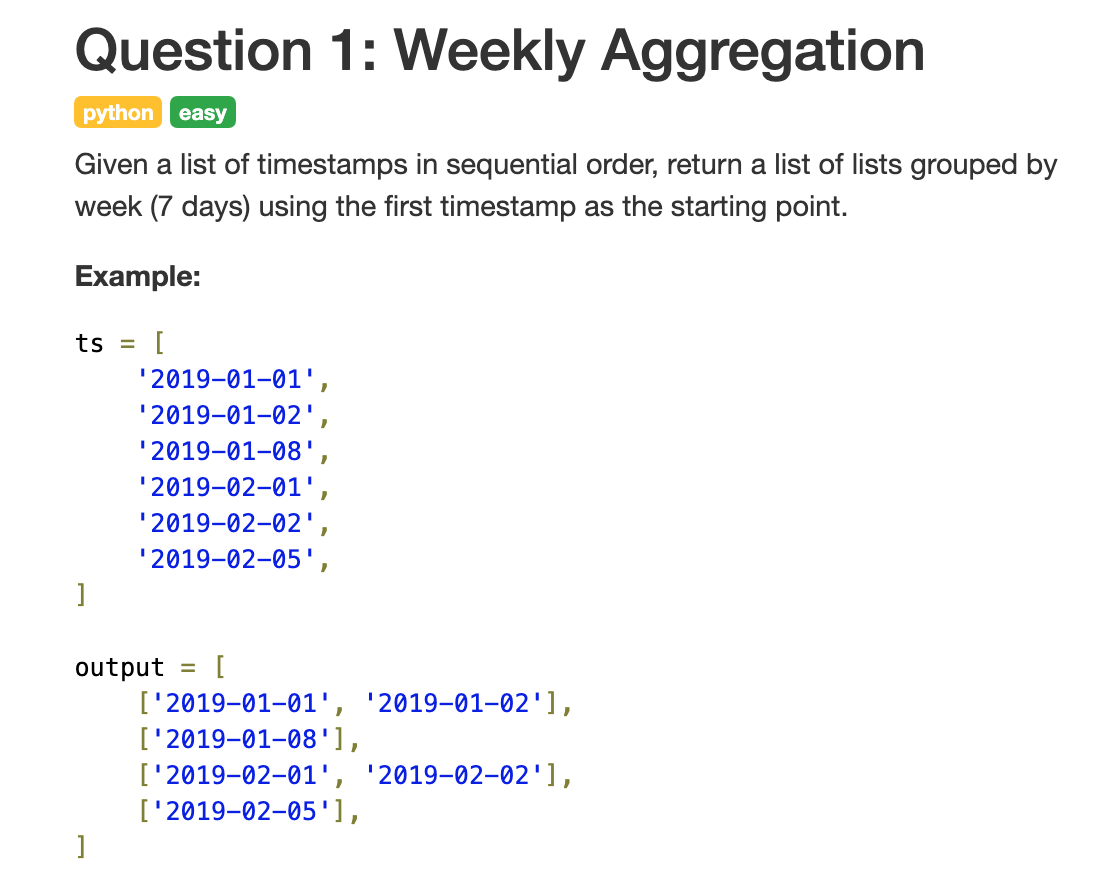 Question 1: Weekly Aggregation
python easy
Given a list of timestamps in sequential order, return a list of lists grouped by
week (7 days) using the first timestamp as the starting point.
Example:
ts = [
    '2019-01-01',
    '2019-01-02',
    '2019-01-08',
    '2019-02-01',
    '2019-02-02',
    '2019-02-05',
]
output = [
    ['2019-01-01', '2019-01-02'],
    ['2019-01-08'],
    ['2019-02-01', '2019-02-02'],
    ['2019-02-05'],
]